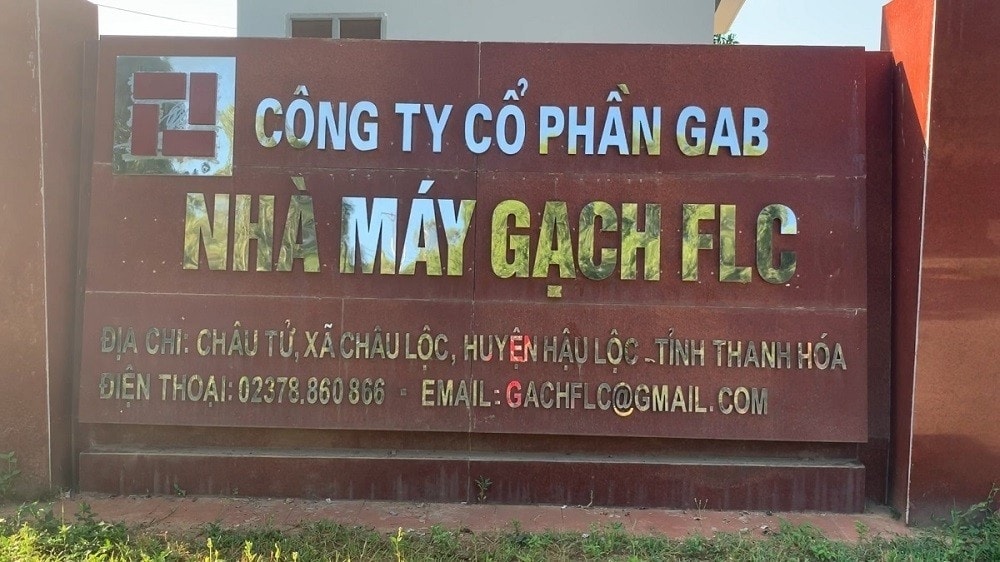 CÔNG TY CỔ PHẦN GAB
NHÀ MÁY GẠCH FLC
ĐỊA CHỈ: CHÂU TỬ, XÃ CHÂU LỘC, HUYỆN HẬU LỘC - TỈNH THANH HÓA
ĐIỆN THOẠI: 02378.860 866 - EMAIL: GACHFLC@GMAIL.COM